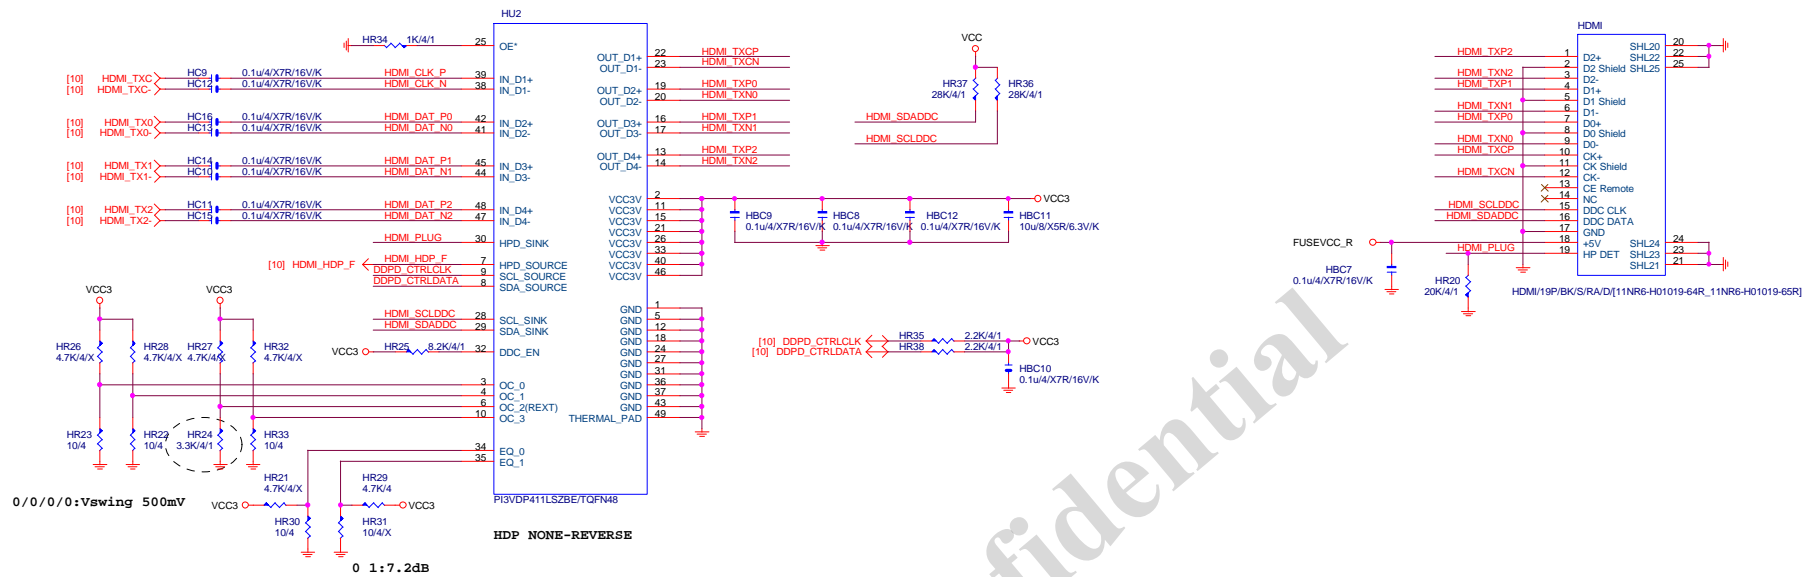 HU2
HR34 1K/4/1
25 OE*
[10] HDMI_TXC HC9 0.1u/4/X7R/16V/K HDMI_CLK_P 39 IN_D1+
[10] HDMI_TXC- HC12 0.1u/4/X7R/16V/K HDMI_CLK_N 38 IN_D1-
[10] HDMI_TX0 HC16 0.1u/4/X7R/16V/K HDMI_DAT_P0 42 IN_D2+
[10] HDMI_TX0- HC13 0.1u/4/X7R/16V/K HDMI_DAT_N0 41 IN_D2-
[10] HDMI_TX1 HC14 0.1u/4/X7R/16V/K HDMI_DAT_P1 45 IN_D3+
[10] HDMI_TX1- HC10 0.1u/4/X7R/16V/K HDMI_DAT_N1 44 IN_D3-
[10] HDMI_TX2 HC11 0.1u/4/X7R/16V/K HDMI_DAT_P2 48 IN_D4+
[10] HDMI_TX2- HC15 0.1u/4/X7R/16V/K HDMI_DAT_N2 47 IN_D4-
HDMI_PLUG 30 HPD_SINK
[10] HDMI_HDP_F HDMI_HDP_F 7 HPD_SOURCE
DDPD_CTRLCLK 9 SCL_SOURCE
DDPD_CTRLDATA 8 SDA_SOURCE
HDMI_SCLDDC 28 SCL_SINK
HDMI_SDADDC 29 SDA_SINK
VCC3 HR25 8.2K/4/1 32 DDC_EN
3 OC_0
4 OC_1
6 OC_2(REXT)
10 OC_3
34 EQ_0
35 EQ_1
VCC3 VCC3
HR26 HR28 HR27 HR32
4.7K/4/X 4.7K/4/X 4.7K/4/X 4.7K/4/X
HR23 HR22 HR24 HR33
10/4 10/4 3.3K/4/1 10/4
0/0/0/0:Vswing 500mV
HR21 HR29
4.7K/4/X 4.7K/4
VCC3 VCC3
HR30 HR31
10/4 10/4/X
0 1:7.2dB
OUT_D1+ 22 HDMI_TXCP
OUT_D1- 23 HDMI_TXCN
OUT_D2+ 19 HDMI_TXP0
OUT_D2- 20 HDMI_TXN0
OUT_D3+ 16 HDMI_TXP1
OUT_D3- 17 HDMI_TXN1
OUT_D4+ 13 HDMI_TXP2
OUT_D4- 14 HDMI_TXN2
VCC3V 2
VCC3V 11
VCC3V 15
VCC3V 21
VCC3V 26
VCC3V 33
VCC3V 40
VCC3V 46
GND 1
GND 5
GND 12
GND 18
GND 24
GND 27
GND 31
GND 36
GND 37
GND 43
THERMAL_PAD 49
PI3VDP411LSZBE/TQFN48
HDP NONE-REVERSE
VCC
HR37 HR36
28K/4/1 28K/4/1
HDMI_SDADDC
HDMI_SCLDDC
VCC3
HBC9 HBC8 HBC12 HBC11
0.1u/4/X7R/16V/K 0.1u/4/X7R/16V/K 0.1u/4/X7R/16V/K 10u/8/X5R/6.3V/K
[10] DDPD_CTRLCLK HR35 2.2K/4/1 VCC3
[10] DDPD_CTRLDATA HR38 2.2K/4/1
HBC10
0.1u/4/X7R/16V/K
HDMI
HDMI_TXP2 1 D2+
2 D2 Shield
HDMI_TXN2 3 D2-
HDMI_TXP1 4 D1+
5 D1 Shield
HDMI_TXN1 6 D1-
HDMI_TXP0 7 D0+
8 D0 Shield
HDMI_TXN0 9 D0-
HDMI_TXCP 10 CK+
11 CK Shield
HDMI_TXCN 12 CK-
13 CE Remote
14 NC
HDMI_SCLDDC 15 DDC CLK
HDMI_SDADDC 16 DDC DATA
17 GND
FUSEVCC_R 18 +5V
HDMI_PLUG 19 HP DET
SHL20 20
SHL22 22
SHL25 25
SHL24 24
SHL23 23
SHL21 21
HBC7
0.1u/4/X7R/16V/K
HR20
20K/4/1
HDMI/19P/BK/S/RA/D/[11NR6-H01019-64R_11NR6-H01019-65R]
fidential